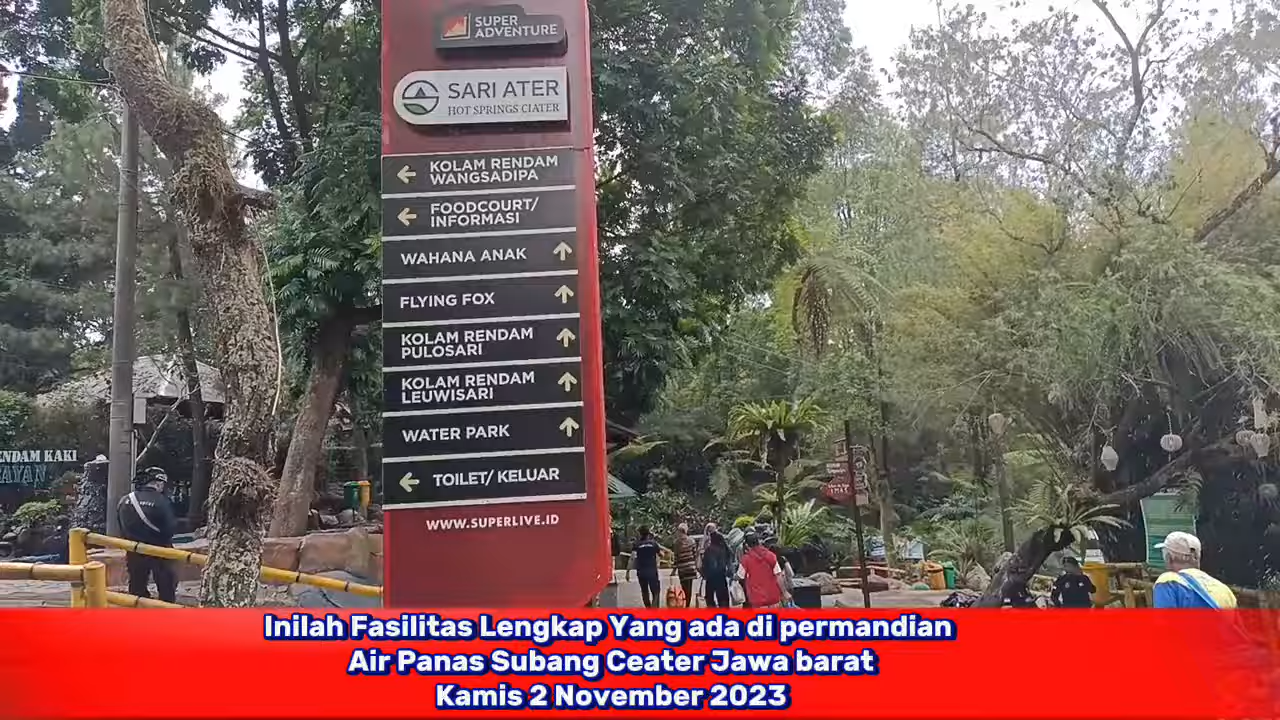 SUPER
ADVENTURE
SARI ATER
HOT SPRINGS CIATER
KOLAM RENDAM
WANGSADIPA
FOODCOURT/
INFORMASI
WAHANA ANAK
FLYING FOX
KOLAM RENDAM
PULOSARI
KOLAM RENDAM
LEUWISARI
WATER PARK
TOILET/ KELUAR
WWW.SUPERLIVE.ID
ENDAM KAKI
AYAN
Inilah Fasilitas Lengkap Yang ada di permandian
Air Panas Subang Ceater Jawa barat
Kamis 2 November 2023